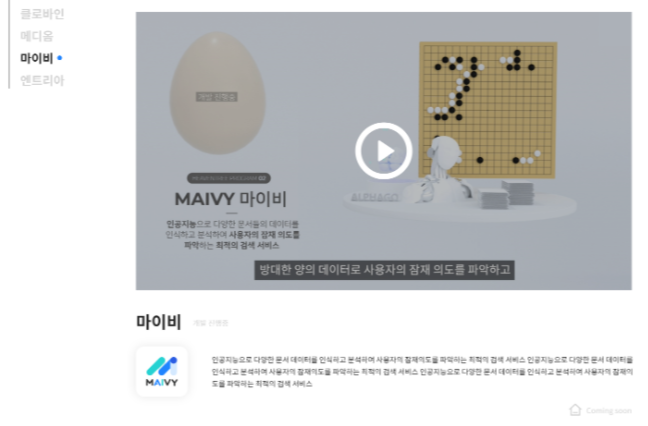 클로바인
메디움
마이비
엔트리아
개발 진행중
MAIVY 마이비
인공지능으로 다양한 문서들의 데이터를
인식하고 분석하여 사용자의 잠재 의도를
파악하는 최적의 검색 서비스
ALPHAGO
방대한 양의 데이터로 사용자의 잠재 의도를 파악하고
마이비
MAIVY
인공지능으로 다양한 문서 데이터를 인식하고 분석하여 사용자의 잠재의도를 파악하는 최적의 검색 서비스 인공지능으로 다양한 문서 데이터를
인식하고 분석하여 사용자의 잠재의도를 파악하는 최적의 검색 서비스 인공지능으로 다양한 문서 데이터를 인식하고 분석하여 사용자의 잠재의
도를 파악하는 최적의 검색 서비스
Coming soon